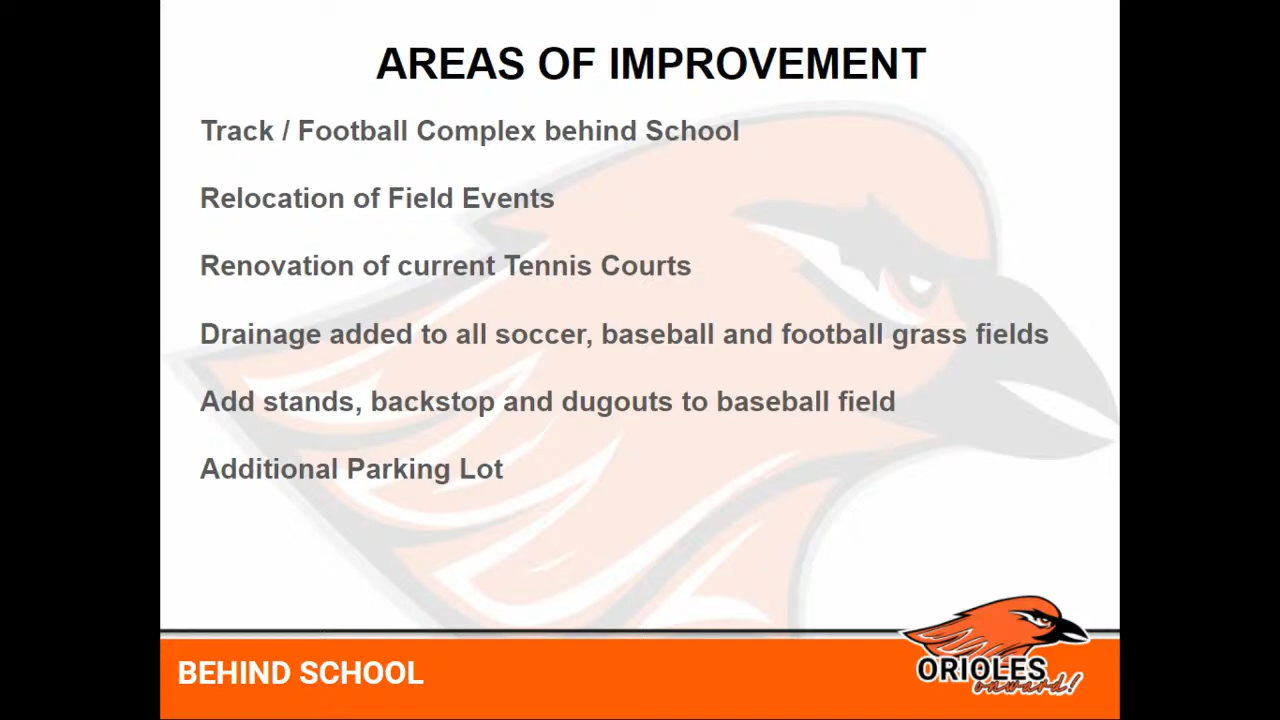 AREAS OF IMPROVEMENT
Track / Football Complex behind School
Relocation of Field Events
Renovation of current Tennis Courts
Drainage added to all soccer, baseball and football grass fields
Add stands, backstop and dugouts to baseball field
Additional Parking Lot
BEHIND SCHOOL
ORIOLES
onward!